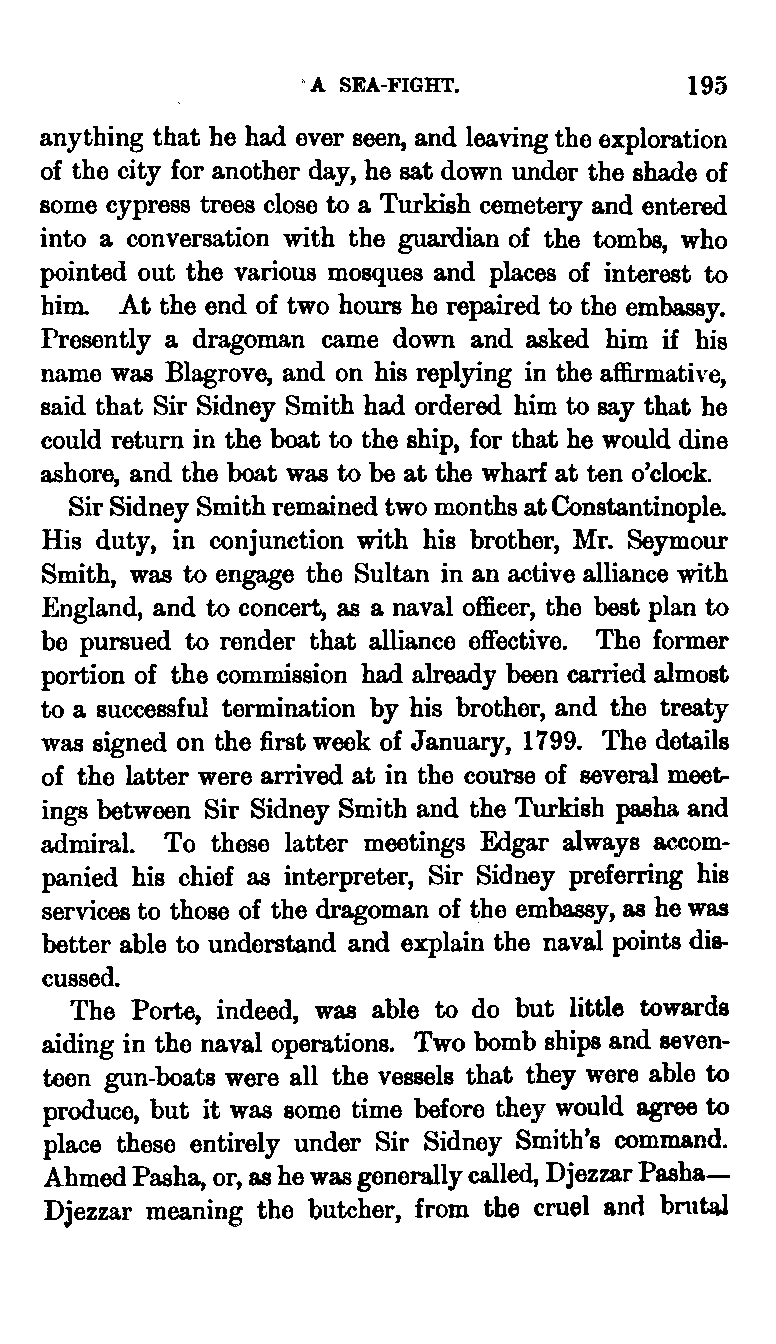 A SEA-FIGHT. 195
anything that he had ever seen, and leaving the exploration
of the city for another day, he sat down under the shade of
some cypress trees close to a Turkish cemetery and entered
into a conversation with the guardian of the tombs, who
pointed out the various mosques and places of interest to
him. At the end of two hours he repaired to the embassy.
Presently a dragoman came down and asked him if his
name was Blagrove, and on his replying in the affirmative,
said that Sir Sidney Smith had ordered him to say that he
could return in the boat to the ship, for that he would dine
ashore, and the boat was to be at the wharf at ten o'clock.
Sir Sidney Smith remained two months at Constantinople.
His duty, in conjunction with his brother, Mr. Seymour
Smith, was to engage the Sultan in an active alliance with
England, and to concert, as a naval officer, the best plan to
be pursued to render that alliance effective. The former
portion of the commission had already been carried almost
to a successful termination by his brother, and the treaty
was signed on the first week of January, 1799. The details
of the latter were arrived at in the course of several meet-
ings between Sir Sidney Smith and the Turkish pasha and
admiral. To these latter meetings Edgar always accom-
panied his chief as interpreter, Sir Sidney preferring his
services to those of the dragoman of the embassy, as he was
better able to understand and explain the naval points dis-
cussed.
The Porte, indeed, was able to do but little towards
aiding in the naval operations. Two bomb ships and seven-
teen gun-boats were all the vessels that they were able to
produce, but it was some time before they would agree to
place these entirely under Sir Sidney Smith's command.
Ahmed Pasha, or, as he was generally called, Djezzar Pasha—
Djezzar meaning the butcher, from the cruel and brutal